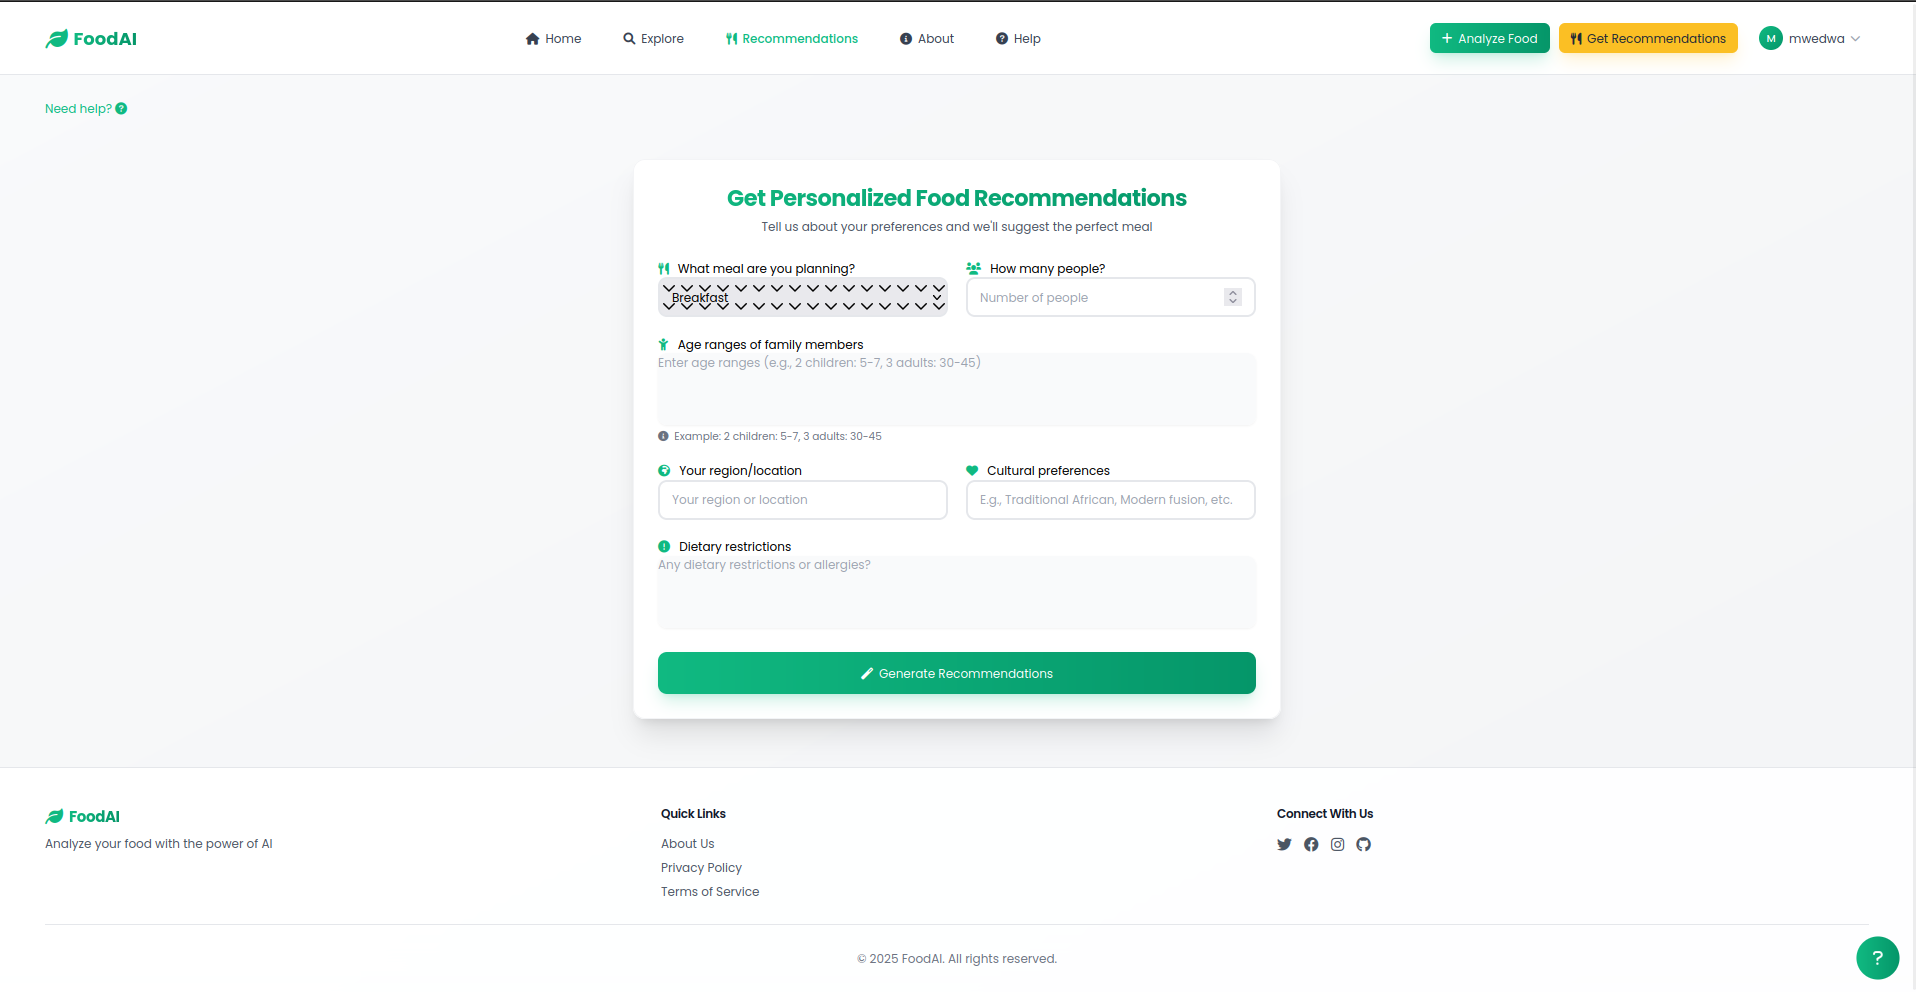 FoodAI
Home
Explore
Recommendations
About
Help
Analyze Food
Get Recommendations
M
mwedwa
Need help?
Get Personalized Food Recommendations
Tell us about your preferences and we'll suggest the perfect meal
What meal are you planning?
How many people?
Breakfast
Number of people
Age ranges of family members
Enter age ranges (e.g., 2 children: 5-7, 3 adults: 30-45)
Example: 2 children: 5-7, 3 adults: 30-45
Your region/location
Cultural preferences
Your region or location
E.g., Traditional African, Modern fusion, etc.
Dietary restrictions
Any dietary restrictions or allergies?
Generate Recommendations
FoodAI
Analyze your food with the power of AI
Quick Links
About Us
Privacy Policy
Terms of Service
Connect With Us
© 2025 FoodAI. All rights reserved.
?